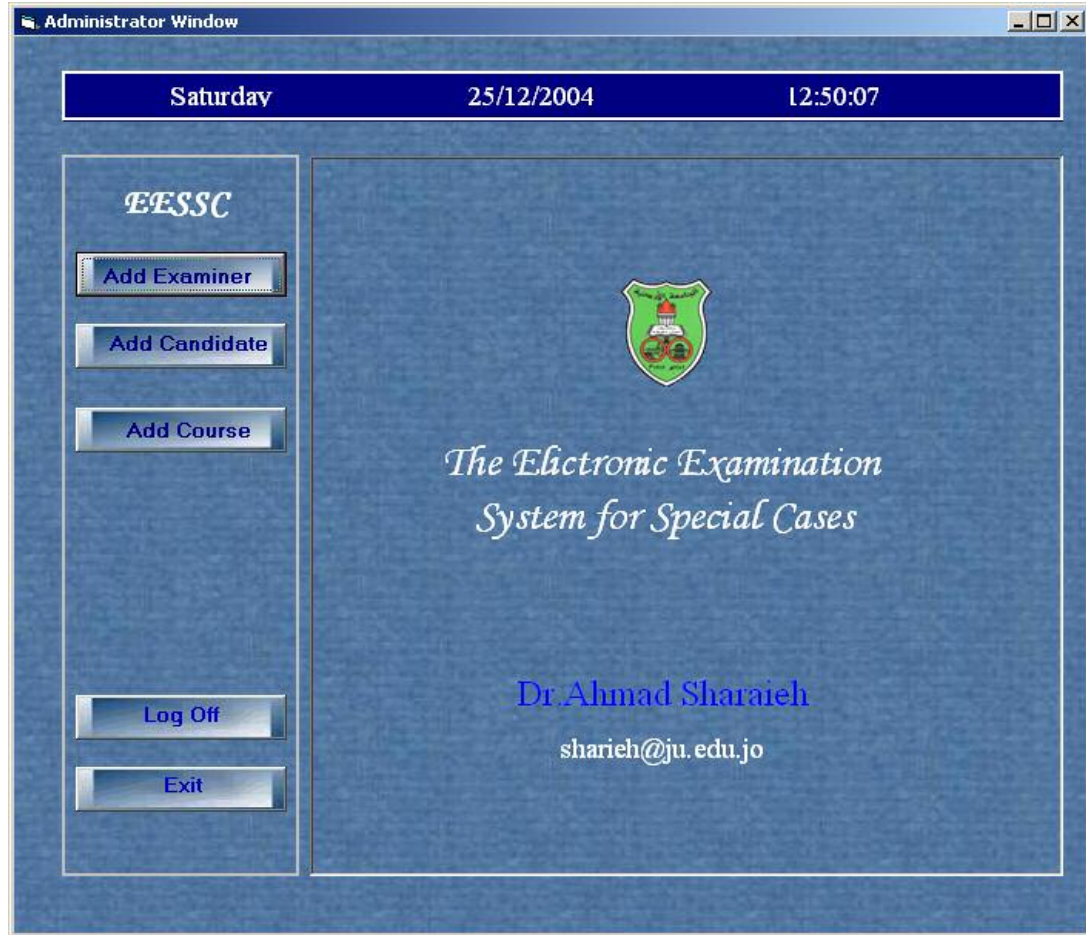 Administrator Window
Saturday 25/12/2004 12:50:07
EESSC
Add Examiner
Add Candidate
Add Course
Log Off
Exit
The Elictronic Examination
System for Special Cases
Dr.Ahmad Sharaieh
sharieh@ju.edu.jo